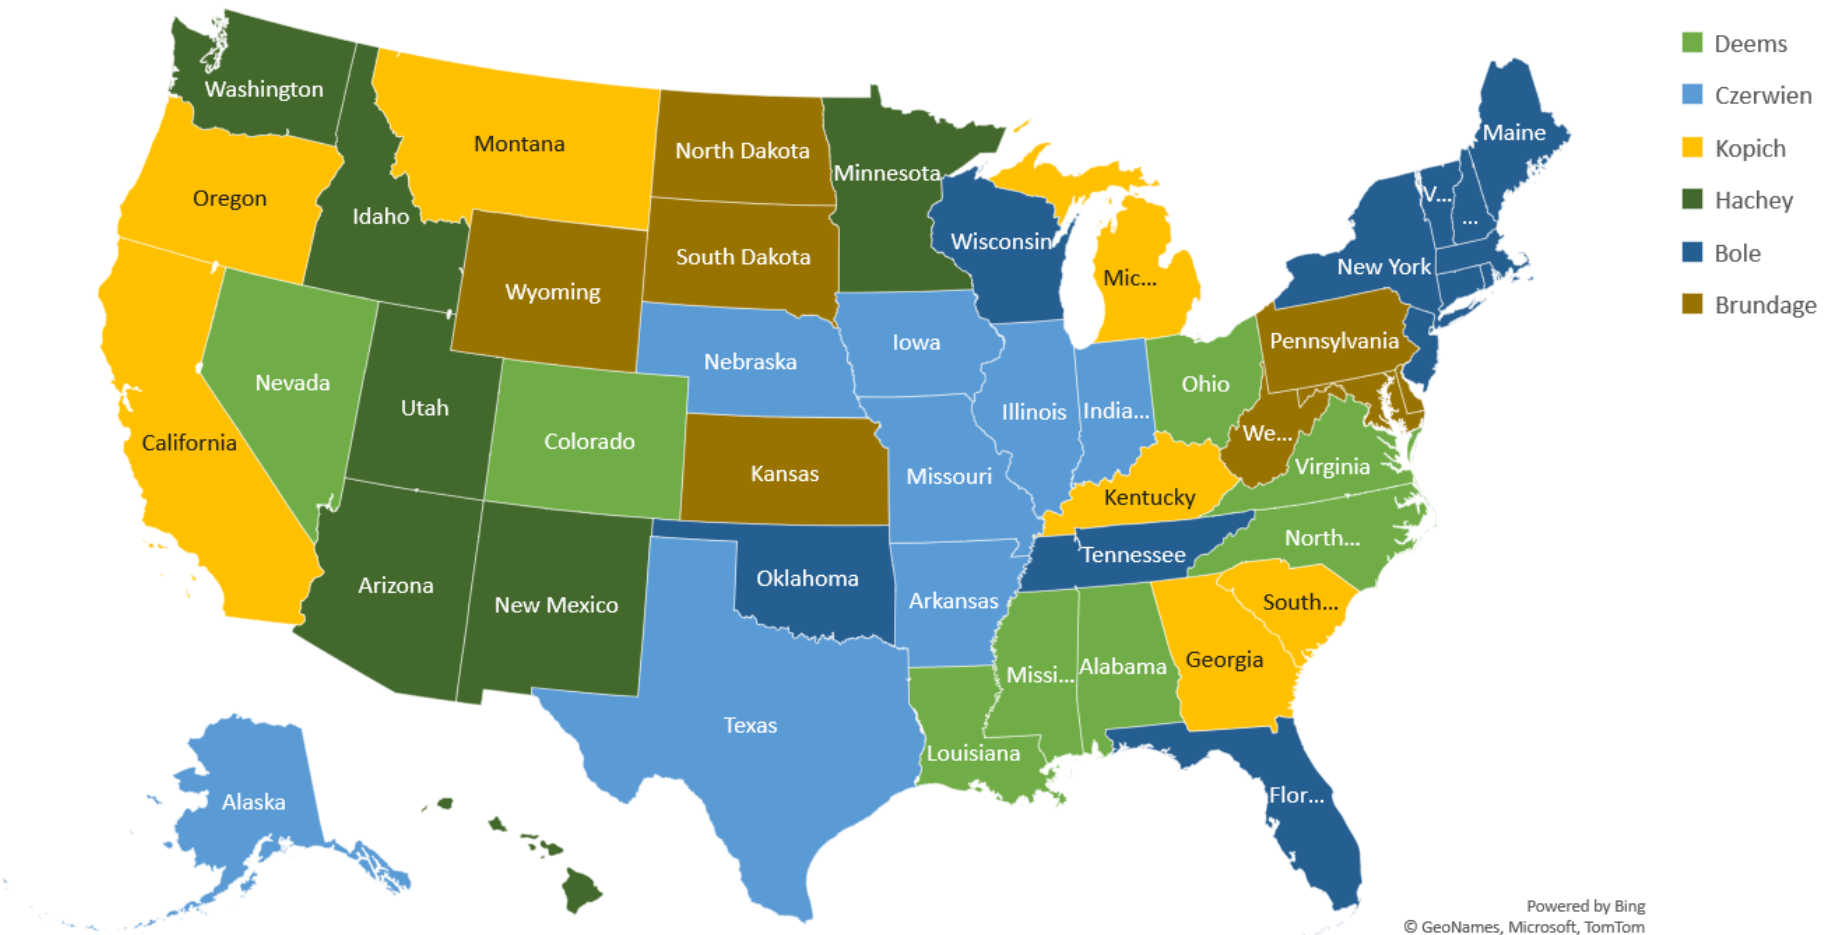 Washington
Montana
North Dakota
Minnesota
Maine
Oregon
Idaho
South Dakota
Wisconsin
V...
...
Wyoming
Mic...
New York
Nebraska
Iowa
Pennsylvania
Nevada
Utah
Ohio
California
Colorado
Illinois
India...
We...
Kansas
Missouri
Virginia
Kentucky
North...
Arizona
Oklahoma
Tennessee
New Mexico
Arkansas
South...
Texas
Missi...
Alabama
Georgia
Louisiana
Alaska
Flor...
Deems
Czerwien
Kopich
Hachey
Bole
Brundage
Powered by Bing
© GeoNames, Microsoft, TomTom